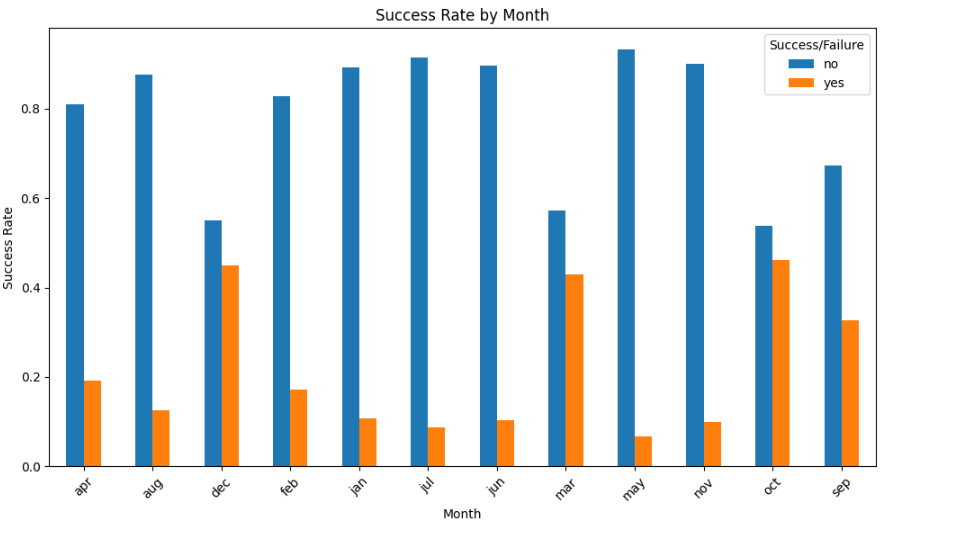 Success Rate by Month
Success/Failure
no
yes
Success Rate
0.8
0.6
0.4
0.2
0.0
apr aug dec feb jan jul jun mar may nov oct sep
Month